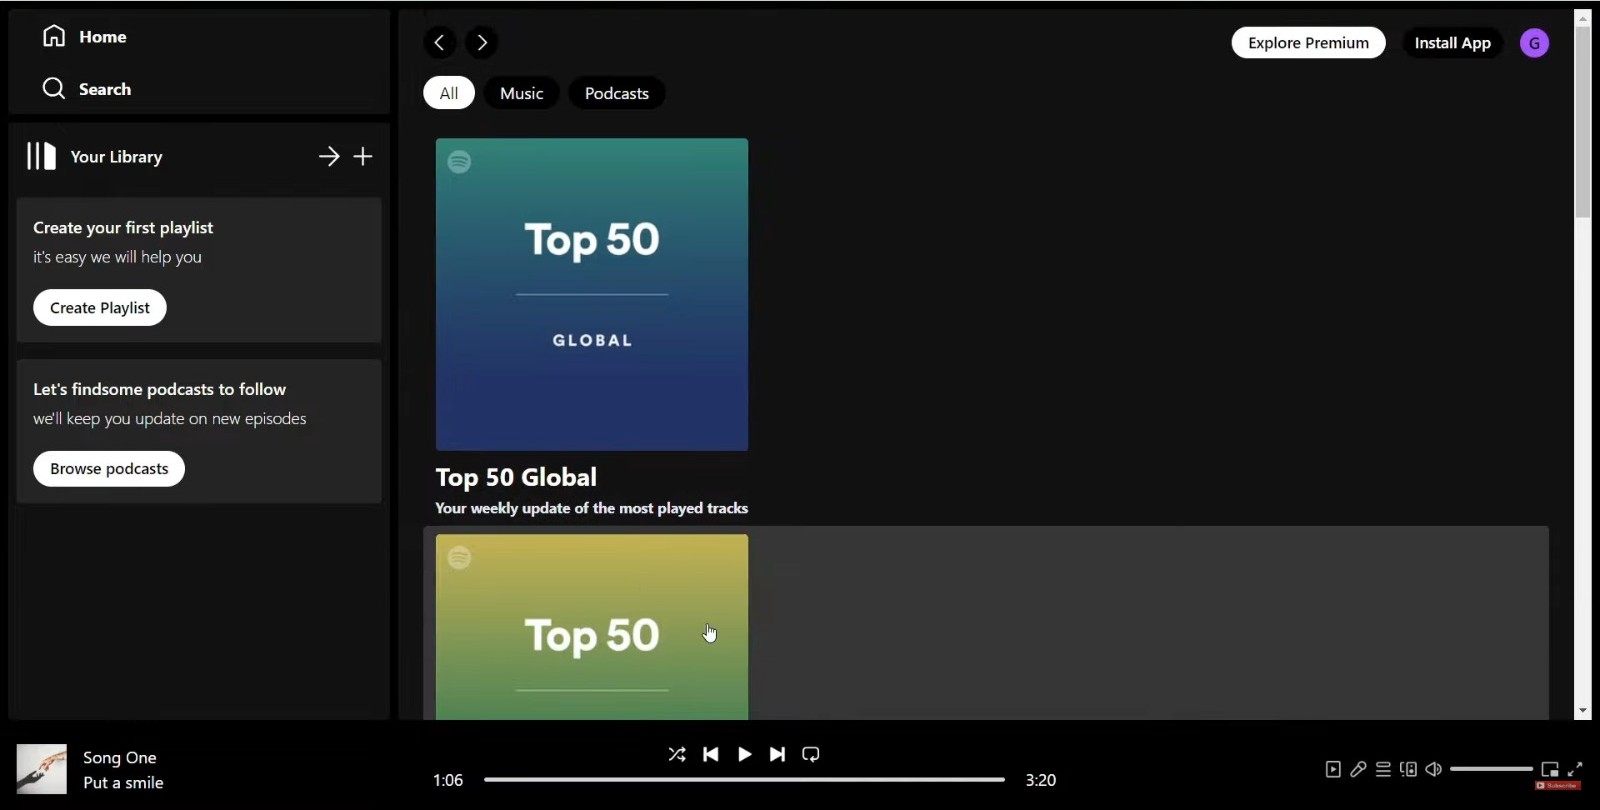 Home
Search
Your Library
Create your first playlist
it's easy we will help you
Create Playlist
Let's findsome podcasts to follow
we'll keep you update on new episodes
Browse podcasts
Explore Premium
Install App
G
All
Music
Podcasts
Top 50
GLOBAL
Top 50 Global
Your weekly update of the most played tracks
Top 50
Song One
Put a smile
1:06
3:20
Subscribe